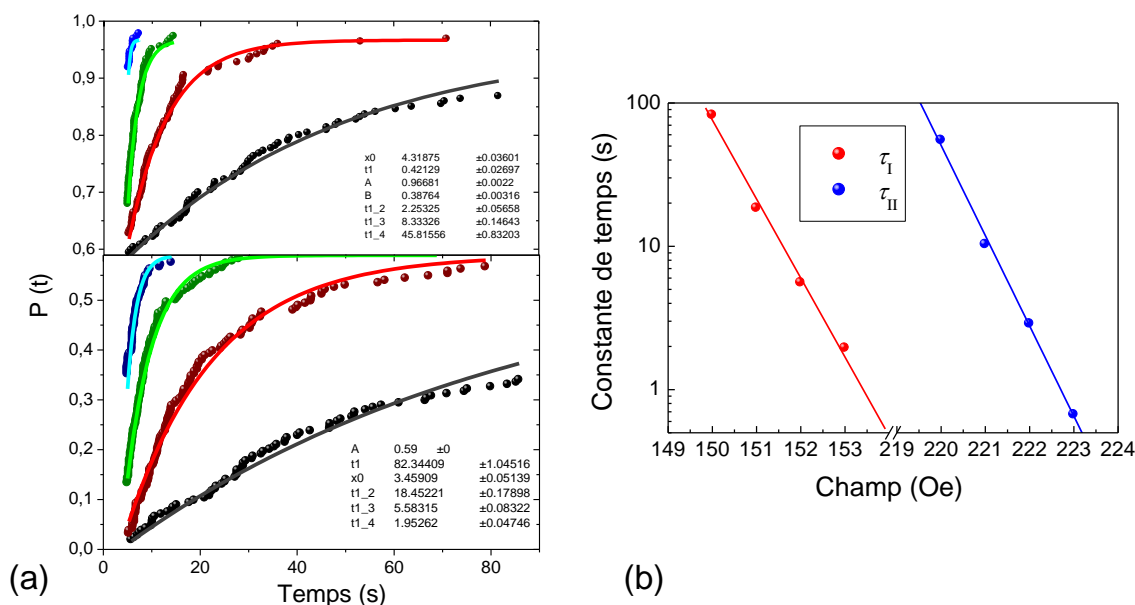 1,0
0,9
0,8
0,7
0,6
x0 4.31875 ±0.03601
t1 0.42129 ±0.02697
A 0.96681 ±0.0022
B 0.38764 ±0.00316
t1_2 2.25325 ±0.05658
t1_3 8.33326 ±0.14643
t1_4 45.81556 ±0.83203
0,5
0,4
0,3
0,2
0,1
0,0
A 0.59 ±0
t1 82.34409 ±1.04516
x0 3.45909 ±0.05139
t1_2 18.45221 ±0.17898
t1_3 5.58315 ±0.08322
t1_4 1.95262 ±0.04746
P (t)
0 20 40 60 80
Temps (s)
(a)
100
10
1
Constante de temps (s)
τI
τII
149 150 151 152 153 219 220 221 222 223 224
Champ (Oe)
(b)